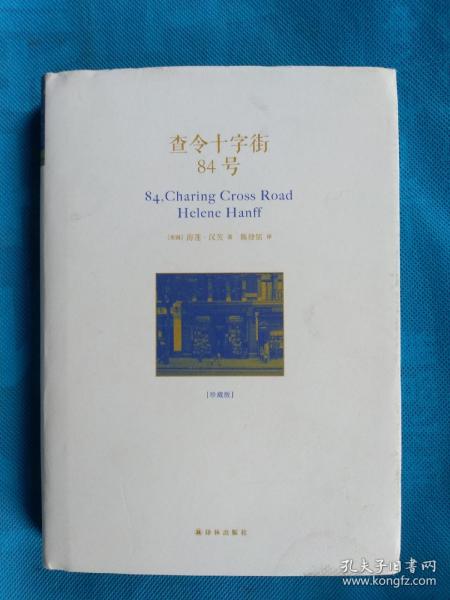 查令十字街
84号
84, Charing Cross Road
Helene Hanff
[美国] 海莲·汉芙 著 陈建铭 译
[珍藏版]
译林出版社
孔夫子旧书网
www.kongfz.com